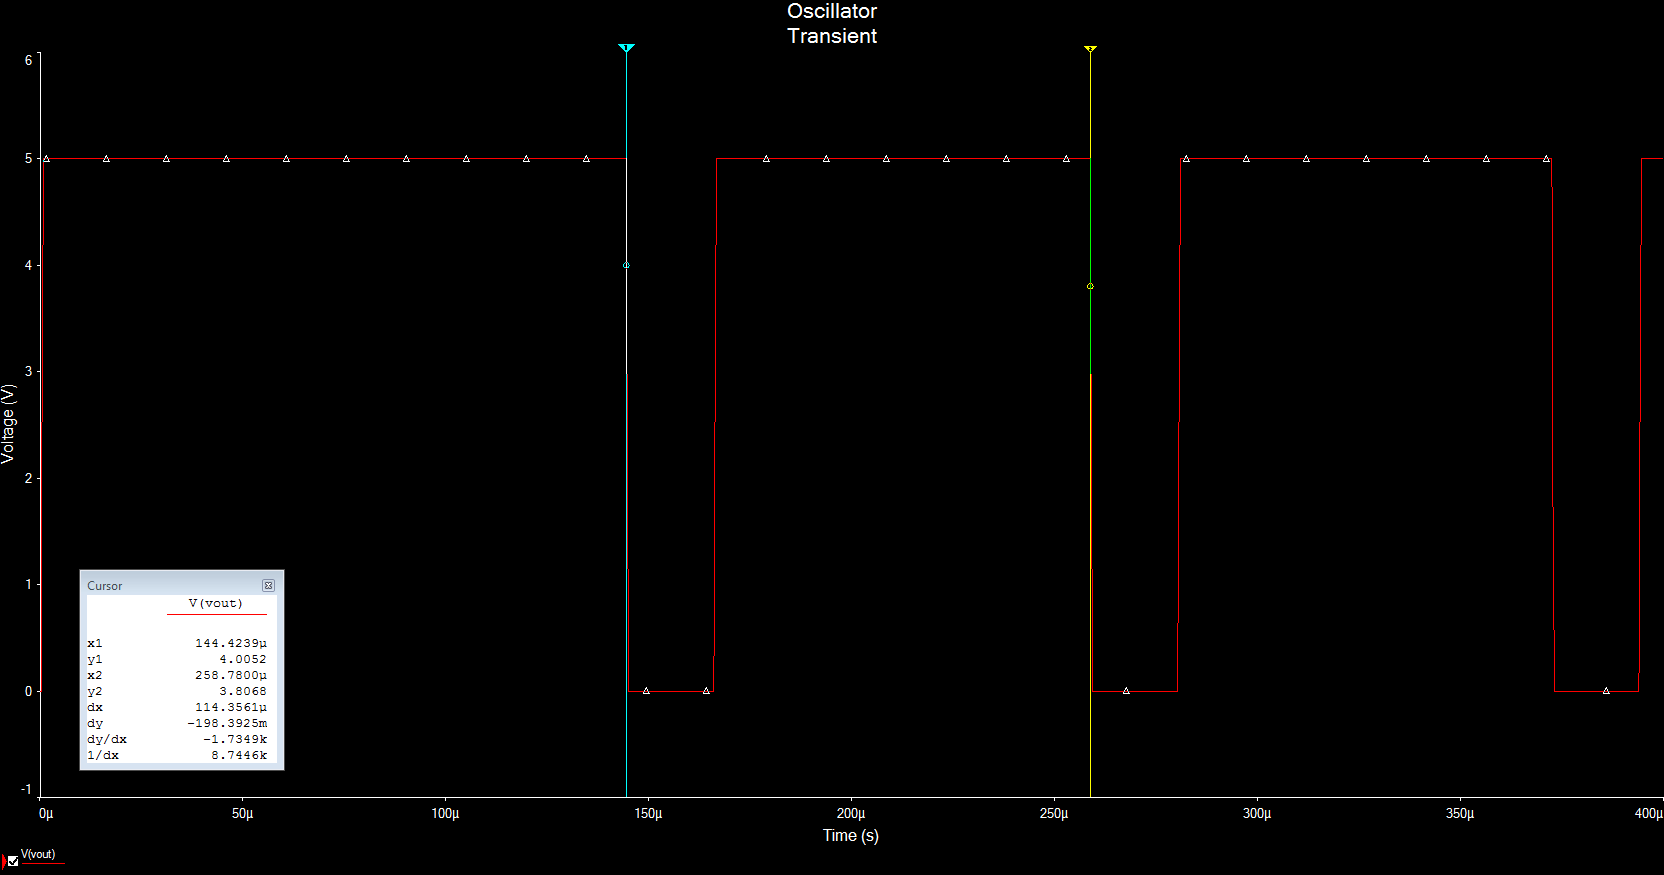 Oscillator
Transient
6
5
4
3
2
1
0
-1
Voltage (V)
Cursor
V(vout)
x1 144.4239µ
y1 4.0052
x2 258.7800µ
y2 3.8068
dx 114.3561µ
dy -198.3925m
dy/dx -1.7349k
1/dx 8.7446k
0µ 50µ 100µ 150µ 200µ 250µ 300µ 350µ 400µ
Time (s)
V(vout)